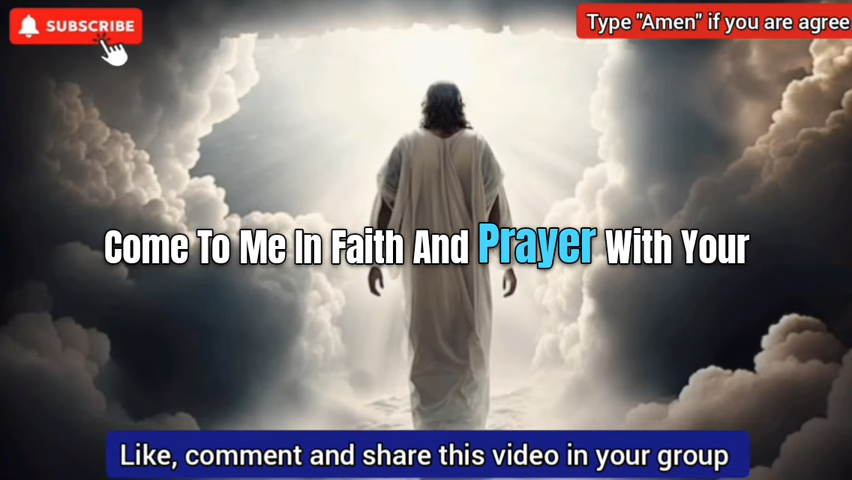 SUBSCRIBE
Type "Amen" if you are agree
Come To Me In Faith And Prayer With Your
Like, comment and share this video in your group